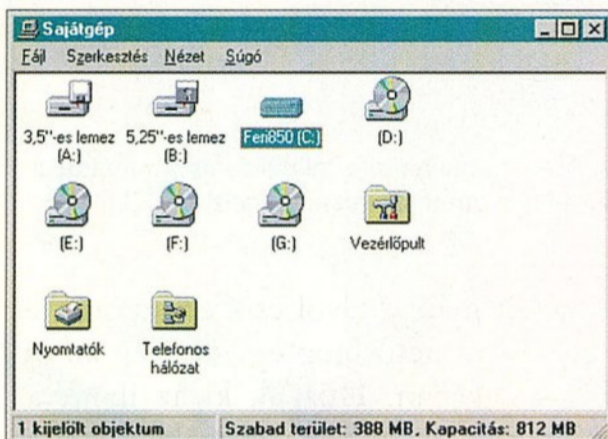 Sajátgép
Fájl Szerkesztés Nézet Súgó
3,5"-es lemez (A:)
5,25"-es lemez (B:)
Feri850 (C:)
(D:)
(E:)
(F:)
(G:)
Vezérlőpult
Nyomtatók
Telefonos hálózat
1 kijelölt objektum
Szabad terület: 388 MB, Kapacitás: 812 MB